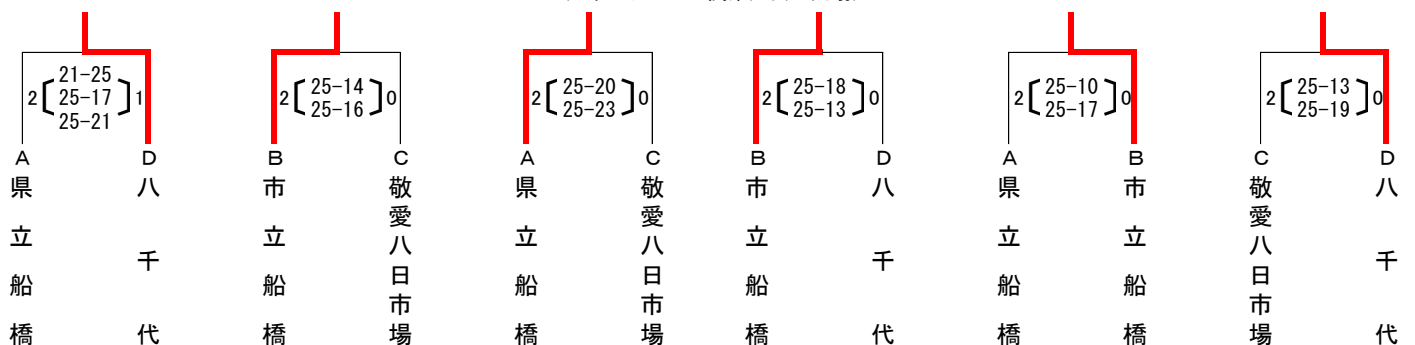 2 21-25 25-17 25-21 1
A 県立船橋
D 八千代
2 25-14 25-16 0
B 市立船橋
C 敬愛八日市場
2 25-20 25-23 0
A 県立船橋
C 敬愛八日市場
2 25-18 25-13 0
B 市立船橋
D 八千代
2 25-10 25-17 0
A 県立船橋
B 市立船橋
2 25-13 25-19 0
C 敬愛八日市場
D 八千代